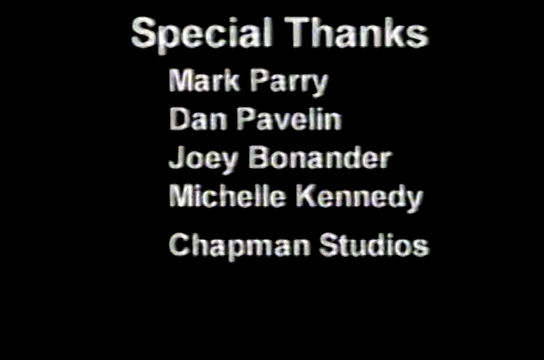 Special Thanks
Mark Parry
Dan Pavelin
Joey Bonander
Michelle Kennedy
Chapman Studios